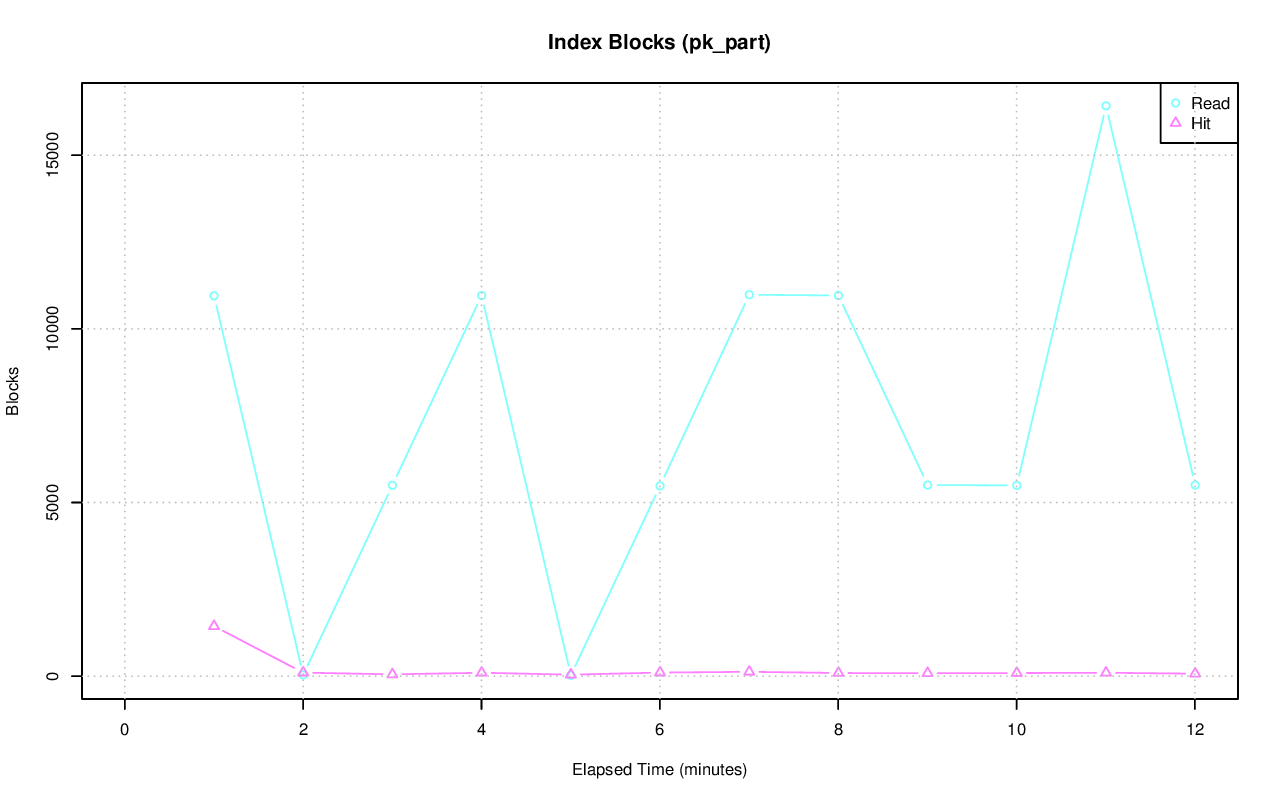 Index Blocks (pk_part)
Read
Hit
15000
10000
5000
0
Blocks
0 2 4 6 8 10 12
Elapsed Time (minutes)